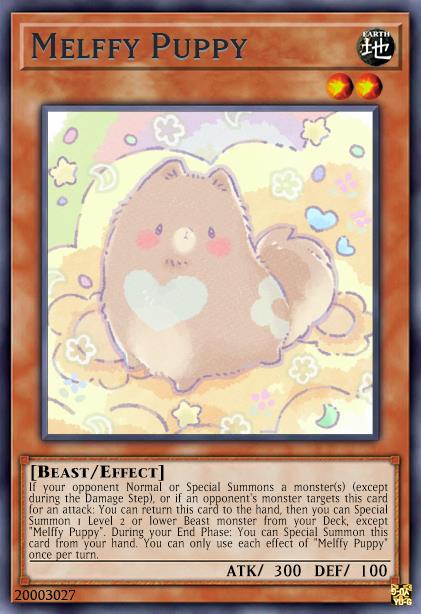 MELFFY PUPPY
EARTH
地
[BEAST/EFFECT]
If your opponent Normal or Special Summons a monster(s) (except
during the Damage Step), or if an opponent's monster targets this card
for an attack: You can return this card to the hand, then you can Special
Summon 1 Level 2 or lower Beast monster from your Deck, except
"Melffy Puppy". During your End Phase: You can Special Summon this
card from your hand. You can only use each effect of "Melffy Puppy"
once per turn.
ATK/ 300 DEF/ 100
20003027